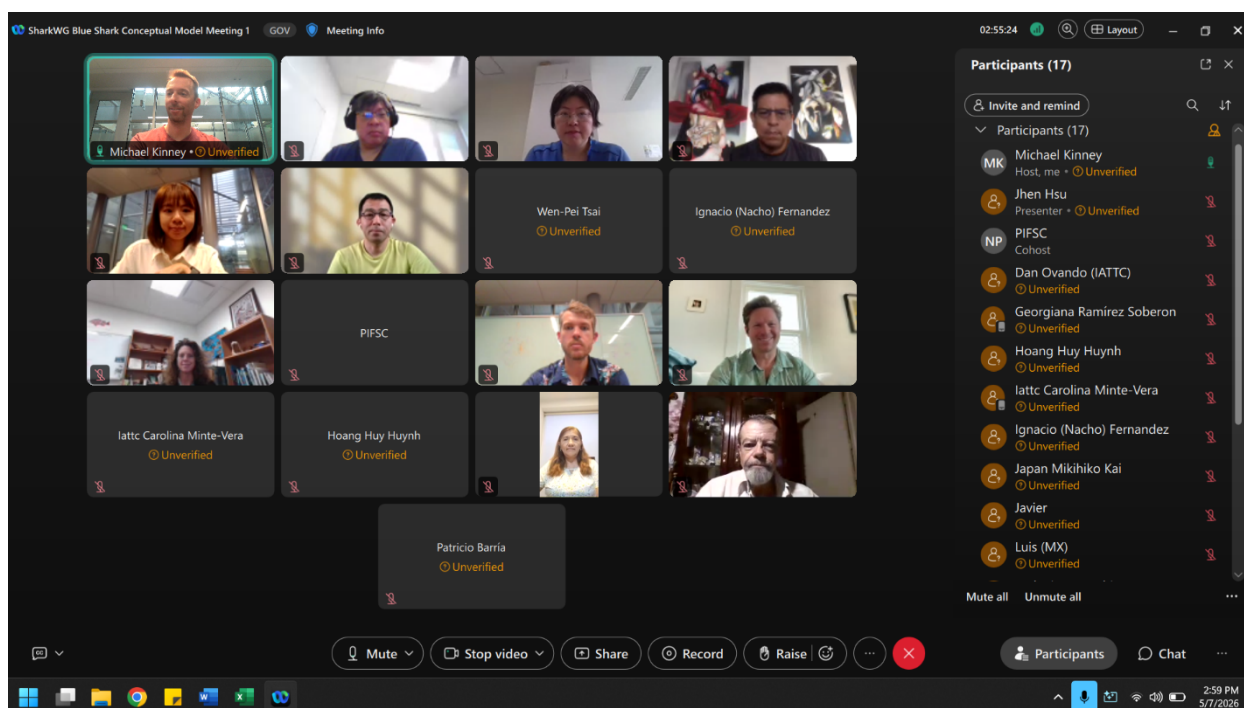 SharkWG Blue Shark Conceptual Model Meeting 1 GOV Meeting Info
02:55:24
Layout
Michael Kinney • Unverified
Wen-Pei Tsai
Unverified
Ignacio (Nacho) Fernandez
Unverified
PIFSC
Iattc Carolina Minte-Vera
Unverified
Hoang Huy Huynh
Unverified
Patricio Barría
Unverified
Participants (17)
Invite and remind
Participants (17)
MK
Michael Kinney
Host, me • Unverified
Jhen Hsu
Presenter • Unverified
NP
PIFSC
Cohost
Dan Ovando (IATTC)
Unverified
Georgiana Ramírez Soberon
Unverified
Hoang Huy Huynh
Unverified
Iattc Carolina Minte-Vera
Unverified
Ignacio (Nacho) Fernandez
Unverified
Japan Mikihiko Kai
Unverified
Javier
Unverified
Luis (MX)
Unverified
Mute all Unmute all
Mute
Stop video
Share
Record
Raise
Participants
Chat
2:59 PM
5/7/2026